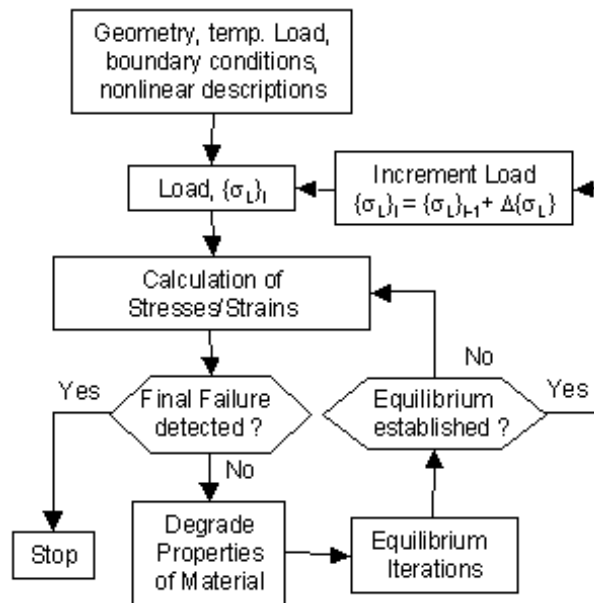 Geometry, temp. Load,
boundary conditions,
nonlinear descriptions
Load, {σL}I
Increment Load
{σL}I = {σL}I-1 + Δ{σL}
Calculation of
Stresses/Strains
No
Yes
Final Failure
detected ?
Equilibrium
established ?
Yes
No
Stop
Degrade
Properties
of Material
Equilibrium
Iterations